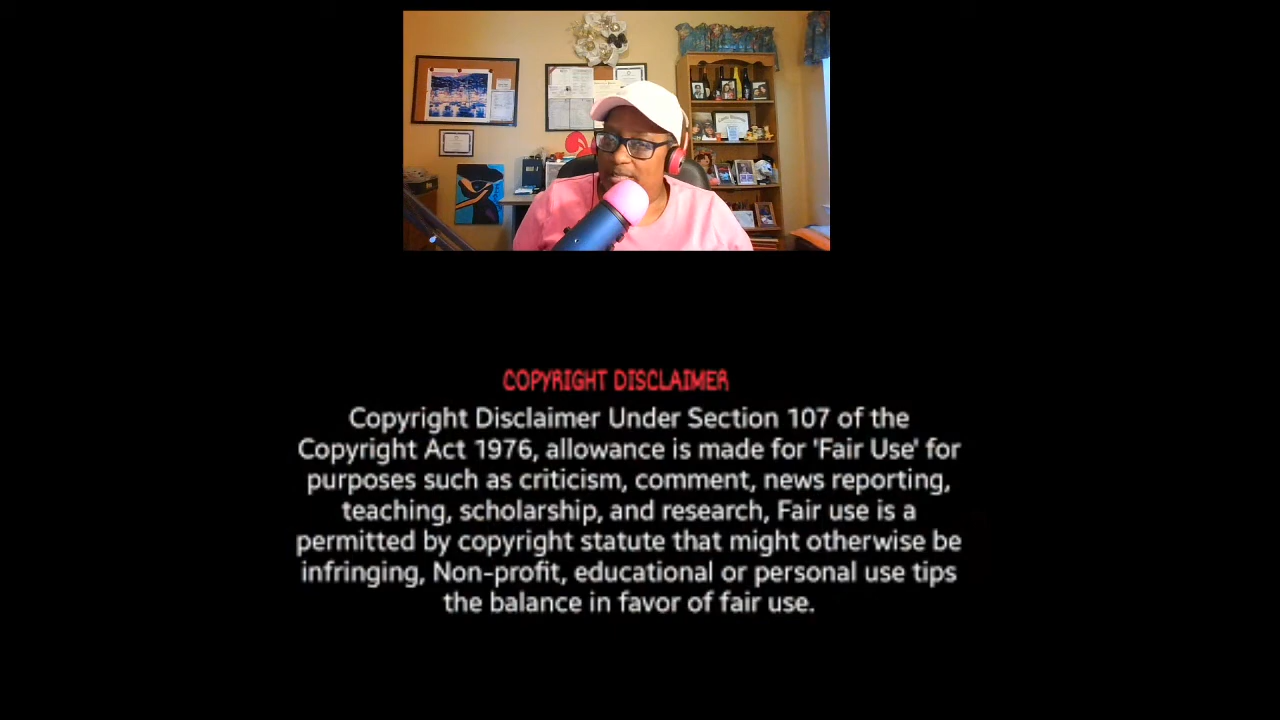 COPYRIGHT DISCLAIMER
Copyright Disclaimer Under Section 107 of the
Copyright Act 1976, allowance is made for 'Fair Use' for
purposes such as criticism, comment, news reporting,
teaching, scholarship, and research, Fair use is a
permitted by copyright statute that might otherwise be
infringing, Non-profit, educational or personal use tips
the balance in favor of fair use.